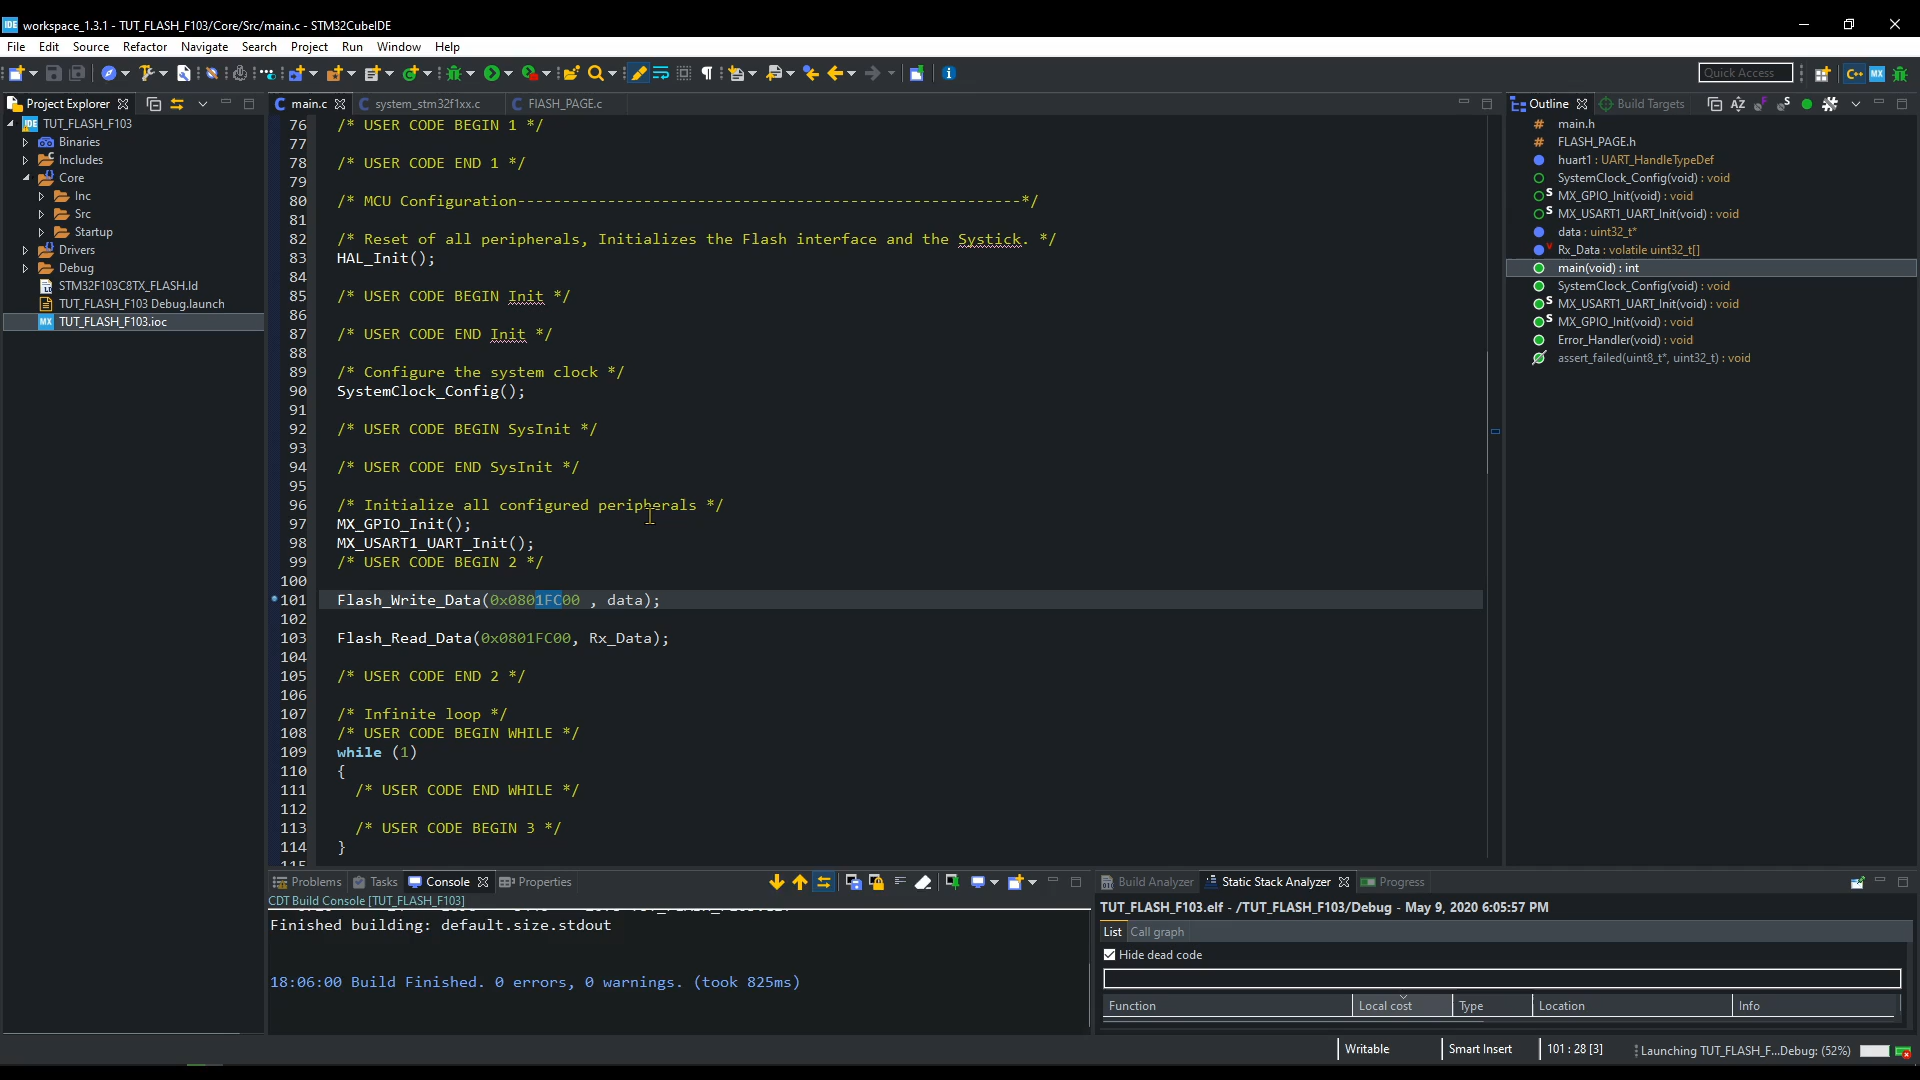 IDE workspace_1.3.1 - TUT_FLASH_F103/Core/Src/main.c - STM32CubeIDE
File Edit Source Refactor Navigate Search Project Run Window Help
Quick Access
Project Explorer
TUT_FLASH_F103
Binaries
Includes
Core
Inc
Src
Startup
Drivers
Debug
STM32F103C8TX_FLASH.ld
TUT_FLASH_F103 Debug.launch
MX TUT_FLASH_F103.ioc
main.c system_stm32f1xx.c FlASH_PAGE.c
76 /* USER CODE BEGIN 1 */
77
78 /* USER CODE END 1 */
79
80 /* MCU Configuration--------------------------------------------------------*/
81
82 /* Reset of all peripherals, Initializes the Flash interface and the Systick. */
83 HAL_Init();
84
85 /* USER CODE BEGIN Init */
86
87 /* USER CODE END Init */
88
89 /* Configure the system clock */
90 SystemClock_Config();
91
92 /* USER CODE BEGIN SysInit */
93
94 /* USER CODE END SysInit */
95
96 /* Initialize all configured peripherals */
97 MX_GPIO_Init();
98 MX_USART1_UART_Init();
99 /* USER CODE BEGIN 2 */
100
101 Flash_Write_Data(0x0801FC00 , data);
102
103 Flash_Read_Data(0x0801FC00, Rx_Data);
104
105 /* USER CODE END 2 */
106
107 /* Infinite loop */
108 /* USER CODE BEGIN WHILE */
109 while (1)
110 {
111 /* USER CODE END WHILE */
112
113 /* USER CODE BEGIN 3 */
114 }
115
Outline Build Targets
main.h
FLASH_PAGE.h
huart1 : UART_HandleTypeDef
SystemClock_Config(void) : void
MX_GPIO_Init(void) : void
MX_USART1_UART_Init(void) : void
data : uint32_t*
Rx_Data : volatile uint32_t[]
main(void) : int
SystemClock_Config(void) : void
MX_USART1_UART_Init(void) : void
MX_GPIO_Init(void) : void
Error_Handler(void) : void
assert_failed(uint8_t*, uint32_t) : void
Problems Tasks Console Properties
CDT Build Console [TUT_FLASH_F103]
Finished building: default.size.stdout
18:06:00 Build Finished. 0 errors, 0 warnings. (took 825ms)
Build Analyzer Static Stack Analyzer Progress
TUT_FLASH_F103.elf - /TUT_FLASH_F103/Debug - May 9, 2020 6:05:57 PM
List Call graph
Hide dead code
Function Local cost Type Location Info
Writable Smart Insert 101 : 28 [3] Launching TUT_FLASH_F...Debug: (52%)